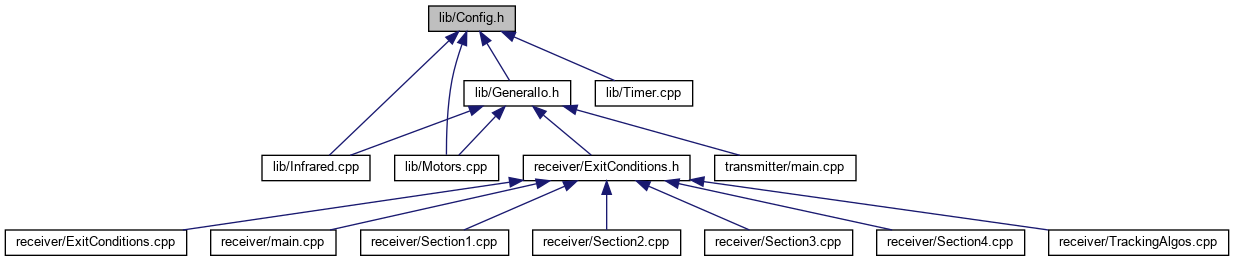 lib/Config.h
lib/GeneralIo.h
lib/Timer.cpp
lib/Infrared.cpp
lib/Motors.cpp
receiver/ExitConditions.h
transmitter/main.cpp
receiver/ExitConditions.cpp
receiver/main.cpp
receiver/Section1.cpp
receiver/Section2.cpp
receiver/Section3.cpp
receiver/Section4.cpp
receiver/TrackingAlgos.cpp